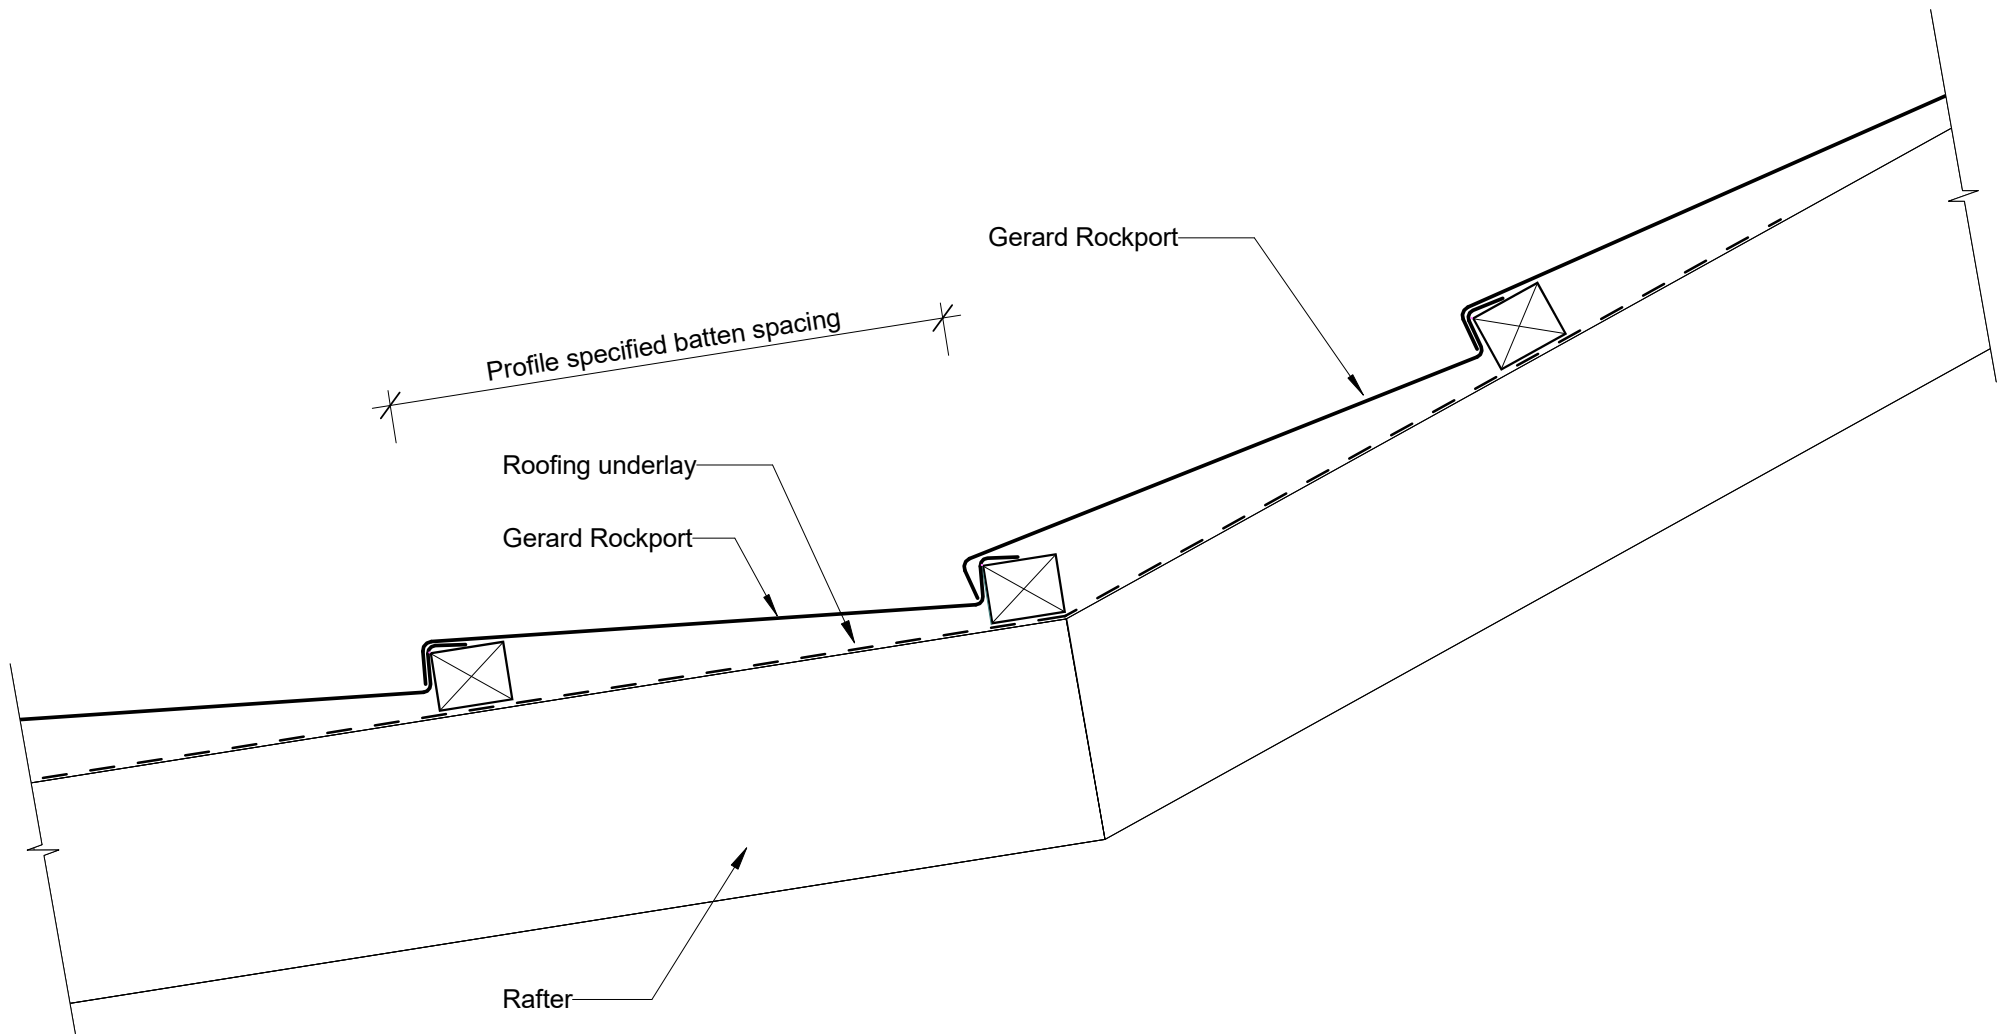 Gerard Rockport
Profile specified batten spacing
Roofing underlay
Gerard Rockport
Rafter